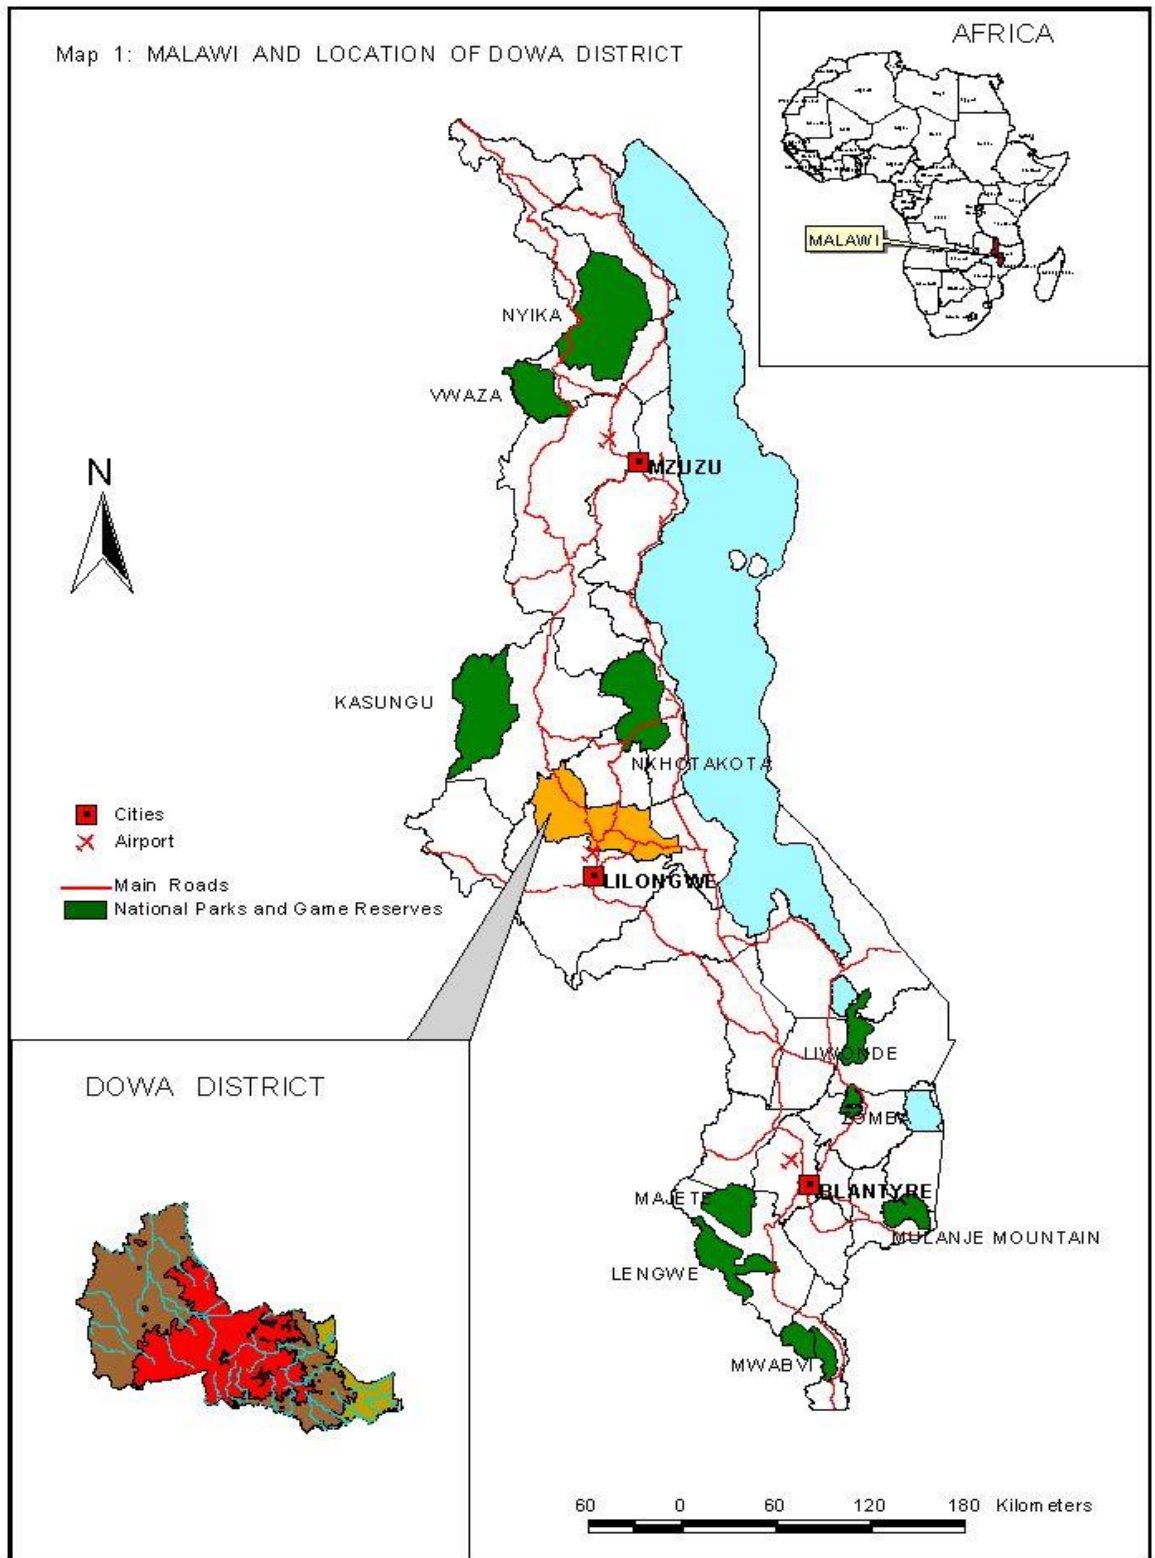 Map 1: MALAWI AND LOCATION OF DOWA DISTRICT
AFRICA
MALAWI
NYIKA
VWAZA
N
MZUZU
KASUNGU
NKHOTAKOTA
Cities
Airport
Main Roads
National Parks and Game Reserves
LILONGWE
LIWONDE
ZOMBA
DOWA DISTRICT
MAJETE
BLANTYRE
MULANJE MOUNTAIN
LENGWE
MWABVI
60 0 60 120 180 Kilometers